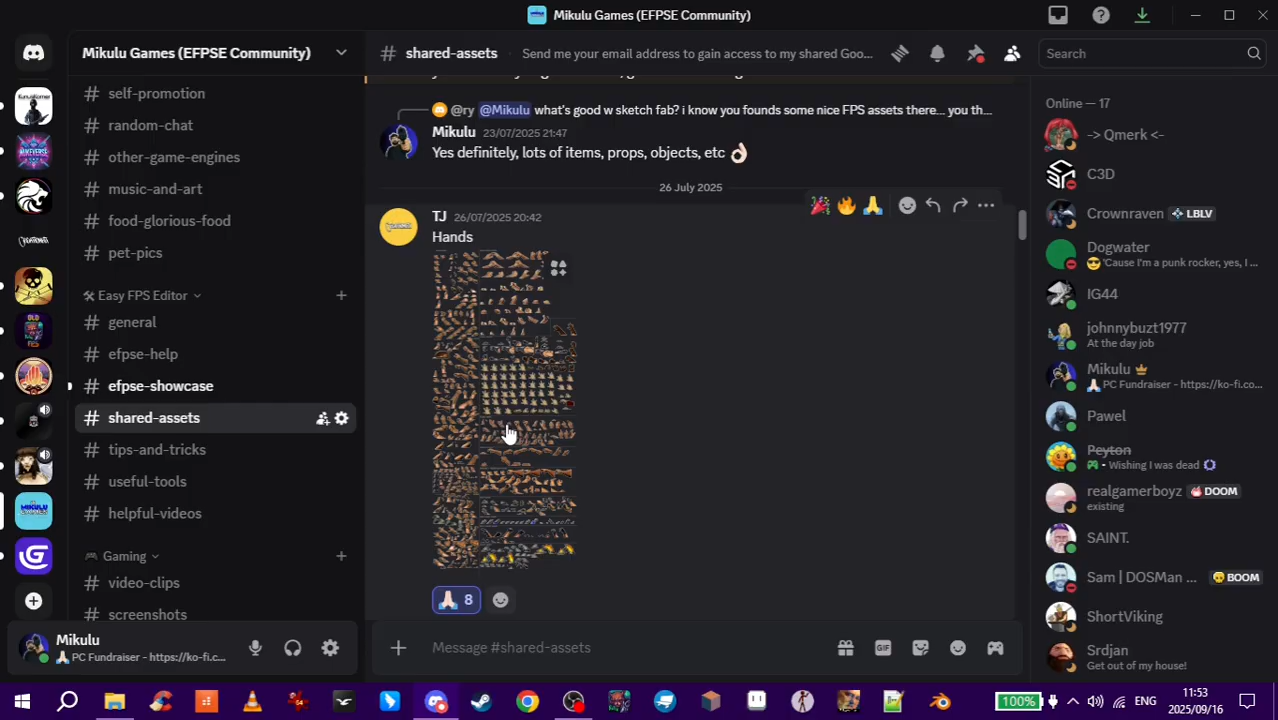 Mikulu Games (EFPSE Community)
Mikulu Games (EFPSE Community)
# shared-assets
Send me your email address to gain access to my shared Goo...
Search
self-promotion
random-chat
other-game-engines
music-and-art
food-glorious-food
pet-pics
Easy FPS Editor
# general
# efpse-help
# efpse-showcase
# shared-assets
# tips-and-tricks
# useful-tools
# helpful-videos
Gaming
# video-clips
# screenshots
Mikulu
PC Fundraiser - https://ko-fi.c...
@ry @Mikulu what's good w sketch fab? i know you founds some nice FPS assets there... you th...
Mikulu 23/07/2025 21:47
Yes definitely, lots of items, props, objects, etc 👌🏻
26 July 2025
TJ 26/07/2025 20:42
Hands
🙏🏻 8
Message #shared-assets
GIF
Online — 17
-> Qmerk <-
C3D
Crownraven LBLV
Dogwater
😎 'Cause I'm a punk rocker, yes, I ...
IG44
johnnybuzt1977
At the day job
Mikulu
🙏🏻 PC Fundraiser - https://ko-fi.co...
Pawel
Peyton
Wishing I was dead
realgamerboyz DOOM
existing
SAINT.
Sam | DOSMan ... BOOM
ShortViking
Srdjan
Get out of my house!
100%
ENG
11:53
2025/09/16